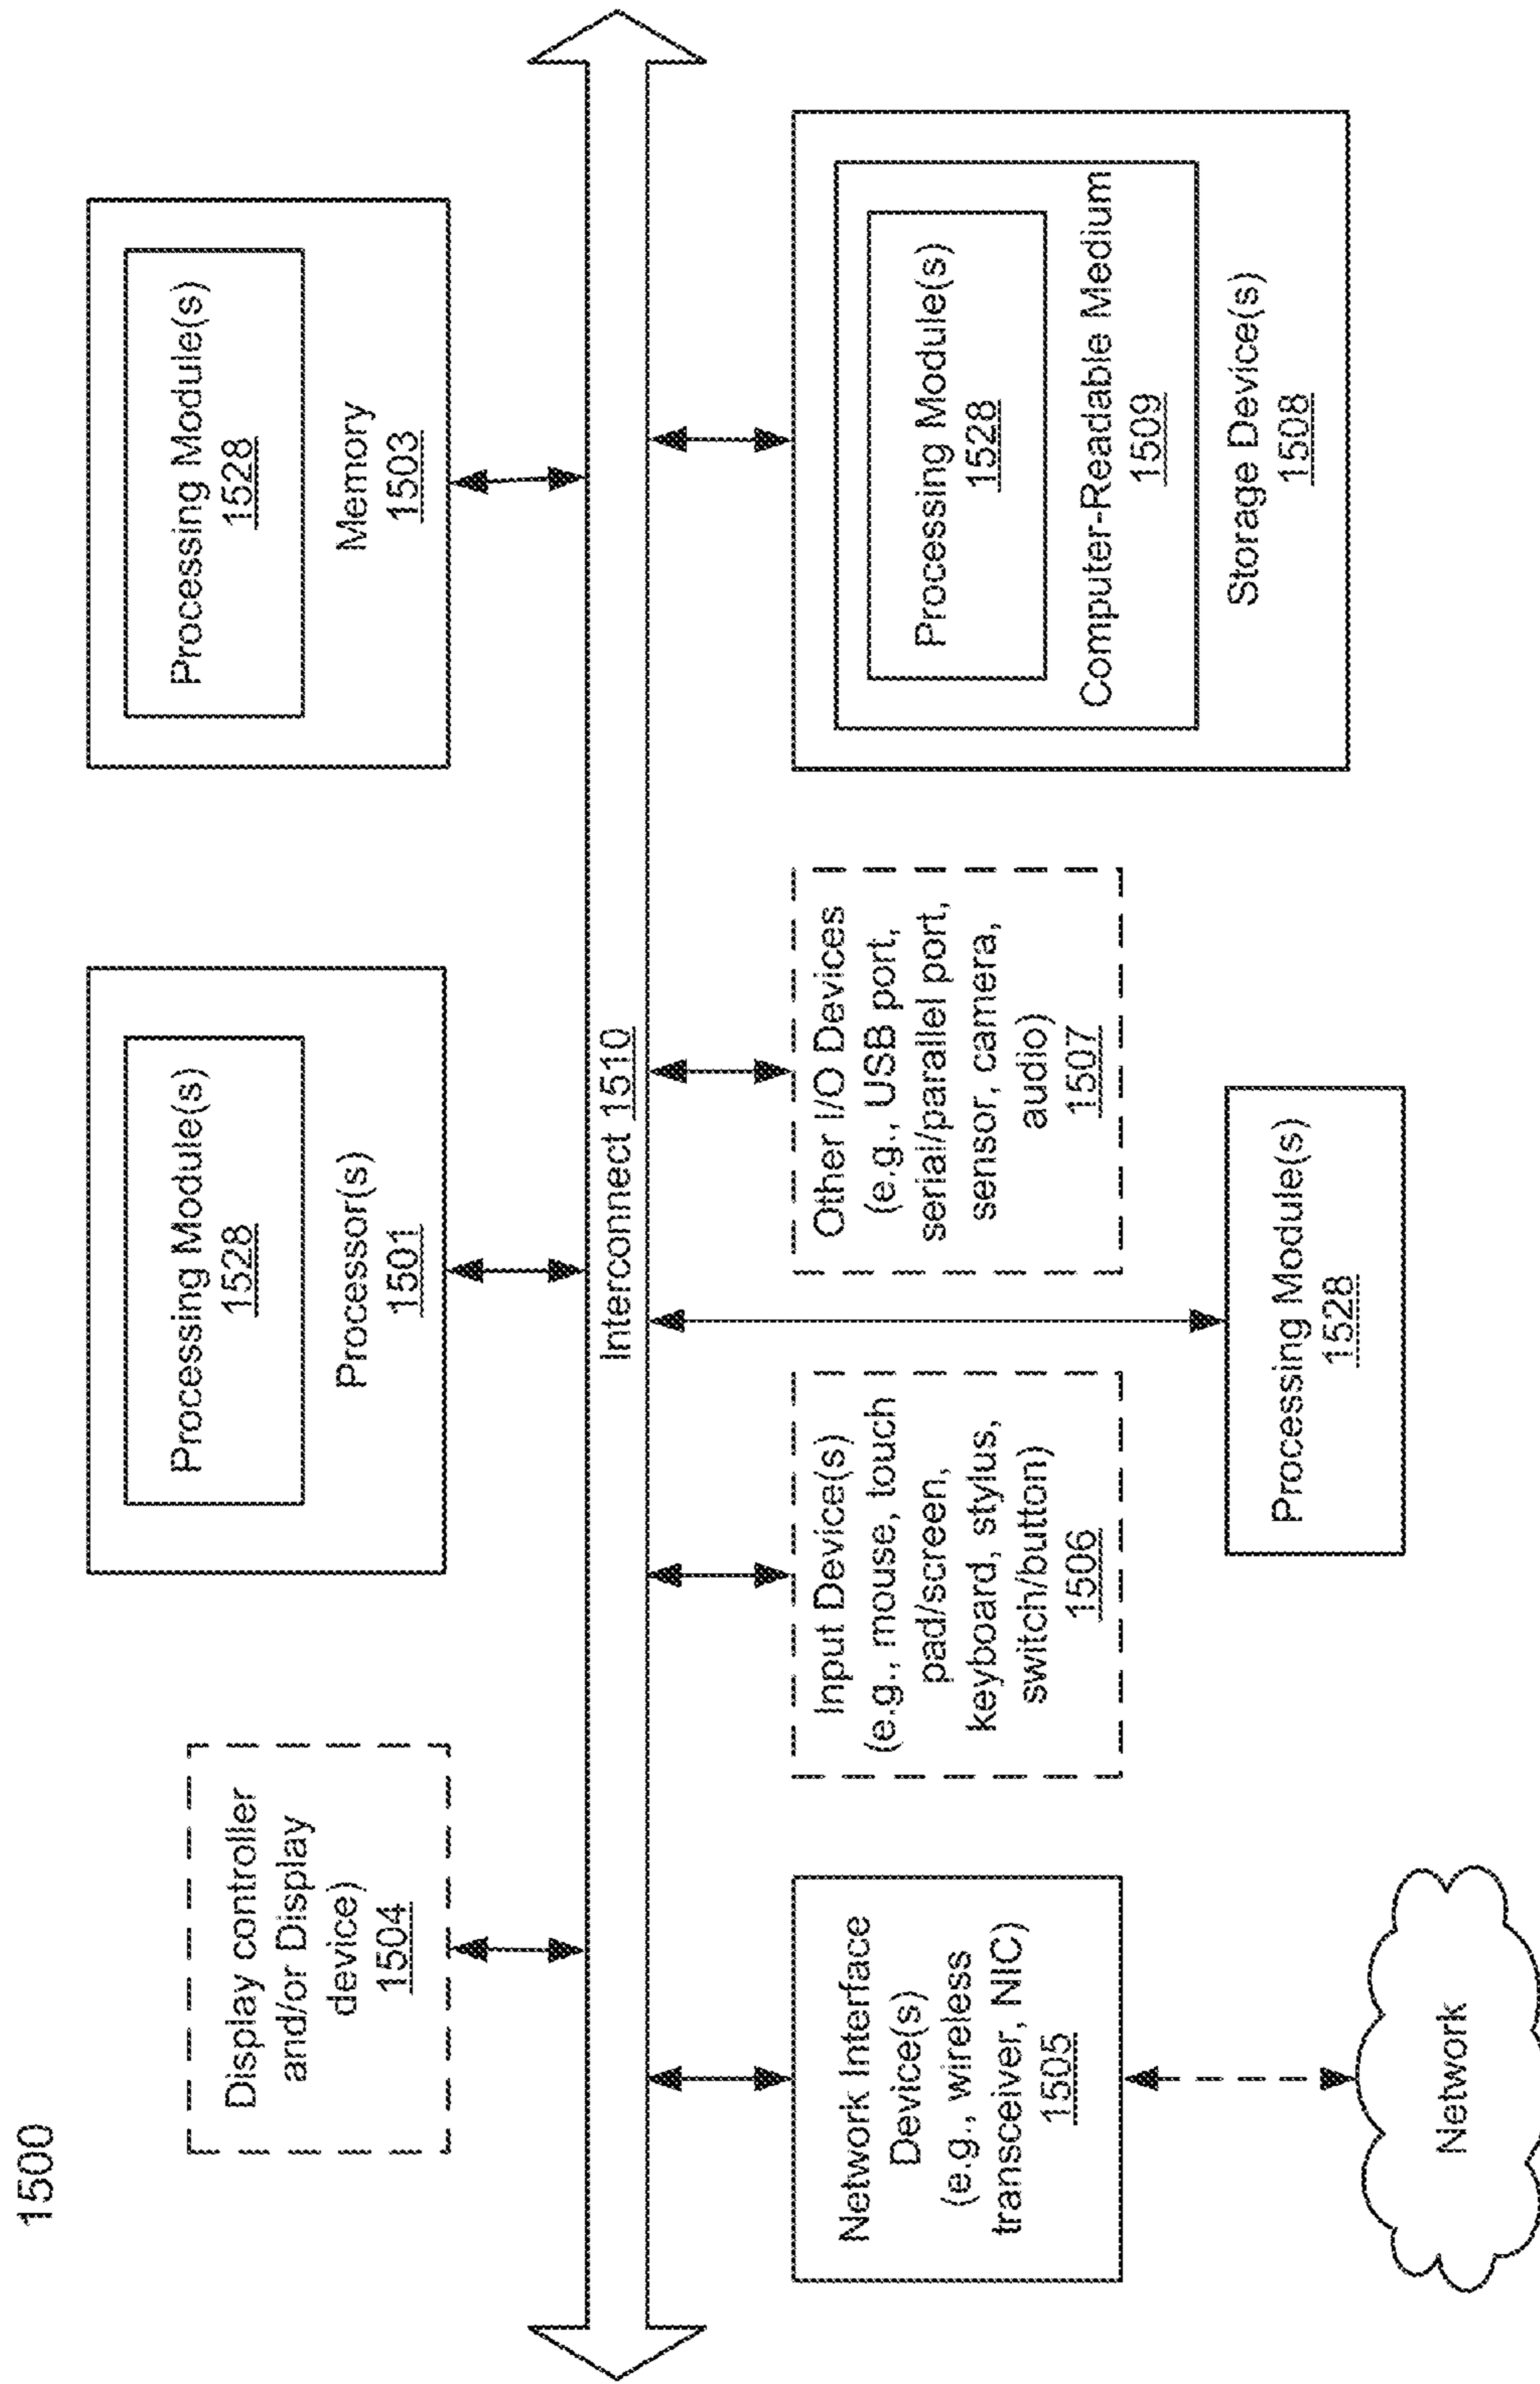 1500
Display controller
and/or Display
device)
1504
Processing Module(s)
1528
Processor(s)
1501
Processing Module(s)
1528
Memory
1503
Interconnect 1510
Network Interface
Device(s)
(e.g., wireless
transceiver, NIC)
1505
Input Device(s)
(e.g., mouse, touch
pad/screen,
keyboard, stylus,
switch/button)
1506
Other I/O Devices
(e.g., USB port,
serial/parallel port,
sensor, camera,
audio)
1507
Processing Module(s)
1528
Computer-Readable Medium
1509
Storage Device(s)
1508
Processing Module(s)
1528
Network